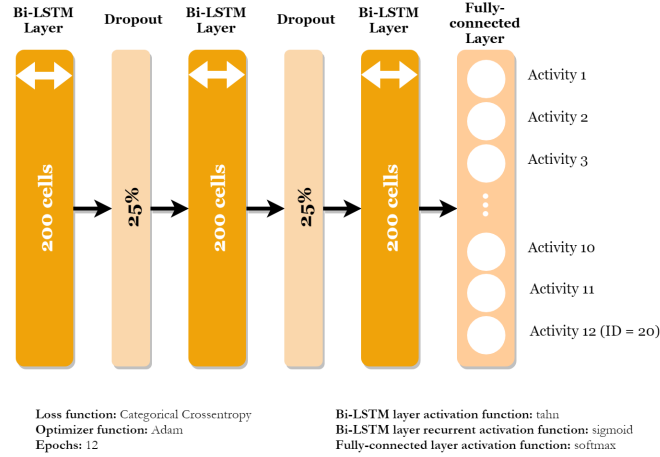 Bi-LSTM
Layer
Dropout
Bi-LSTM
Layer
Dropout
Bi-LSTM
Layer
Fully-
connected
Layer
200 cells
25%
200 cells
25%
200 cells
Activity 1
Activity 2
Activity 3
Activity 10
Activity 11
Activity 12 (ID = 20)
Loss function: Categorical Crossentropy
Optimizer function: Adam
Epochs: 12
Bi-LSTM layer activation function: tahn
Bi-LSTM layer recurrent activation function: sigmoid
Fully-connected layer activation function: softmax